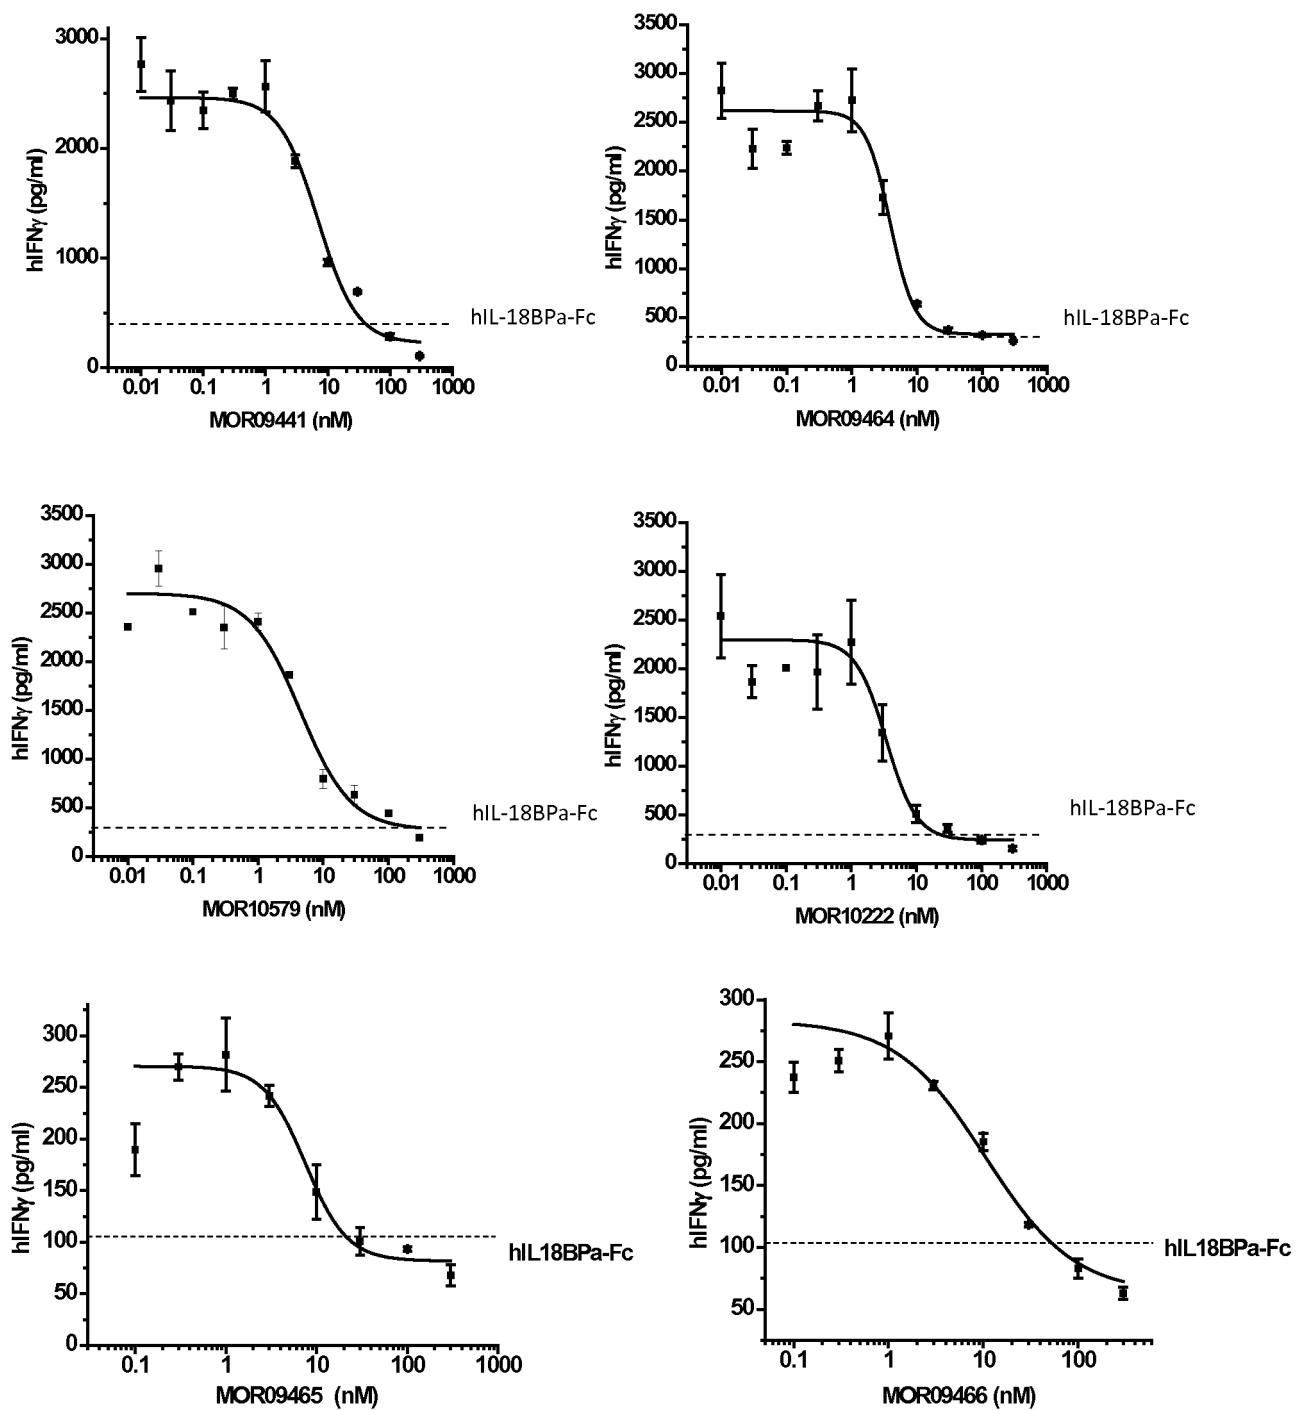 hIFNγ (pg/ml)
3000
2000
1000
0
0.01 0.1 1 10 100 1000
MOR09441 (nM)
hIL-18BPa-Fc
hIFNγ (pg/ml)
3500
3000
2500
2000
1500
1000
500
0
0.01 0.1 1 10 100 1000
MOR09464 (nM)
hIL-18BPa-Fc
hIFNγ (pg/ml)
3500
3000
2500
2000
1500
1000
500
0
0.01 0.1 1 10 100 1000
MOR10579 (nM)
hIL-18BPa-Fc
hIFNγ (pg/ml)
3500
3000
2500
2000
1500
1000
500
0
0.01 0.1 1 10 100 1000
MOR10222 (nM)
hIL-18BPa-Fc
hIFNγ (pg/ml)
300
250
200
150
100
50
0
0.1 1 10 100 1000
MOR09465 (nM)
hIL18BPa-Fc
hIFNγ (pg/ml)
300
250
200
150
100
50
0.1 1 10 100
MOR09466 (nM)
hIL18BPa-Fc